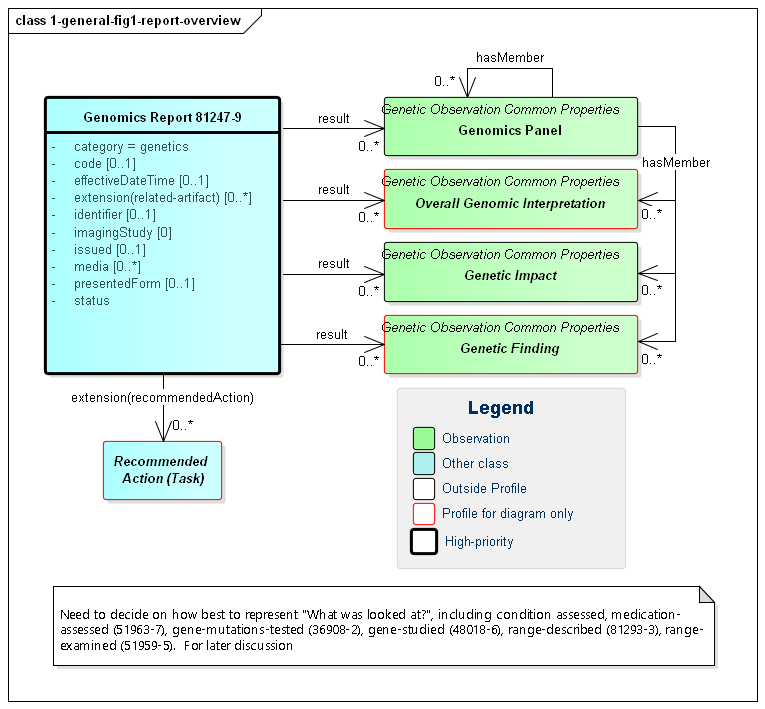 class 1-general-fig1-report-overview
hasMember
0..*
Genomics Report 81247-9
- category = genetics
- code [0..1]
- effectiveDateTime [0..1]
- extension(related-artifact) [0..*]
- identifier [0..1]
- imagingStudy [0]
- issued [0..1]
- media [0..*]
- presentedForm [0..1]
- status
result
0..*
Genetic Observation Common Properties
Genomics Panel
hasMember
result
0..*
Genetic Observation Common Properties
Overall Genomic Interpretation
0..*
result
0..*
Genetic Observation Common Properties
Genetic Impact
0..*
result
0..*
Genetic Observation Common Properties
Genetic Finding
0..*
extension(recommendedAction)
0..*
Recommended
Action (Task)
Legend
Observation
Other class
Outside Profile
Profile for diagram only
High-priority
Need to decide on how best to represent "What was looked at?", including condition assessed, medication-
assessed (51963-7), gene-mutations-tested (36908-2), gene-studied (48018-6), range-described (81293-3), range-
examined (51959-5).  For later discussion